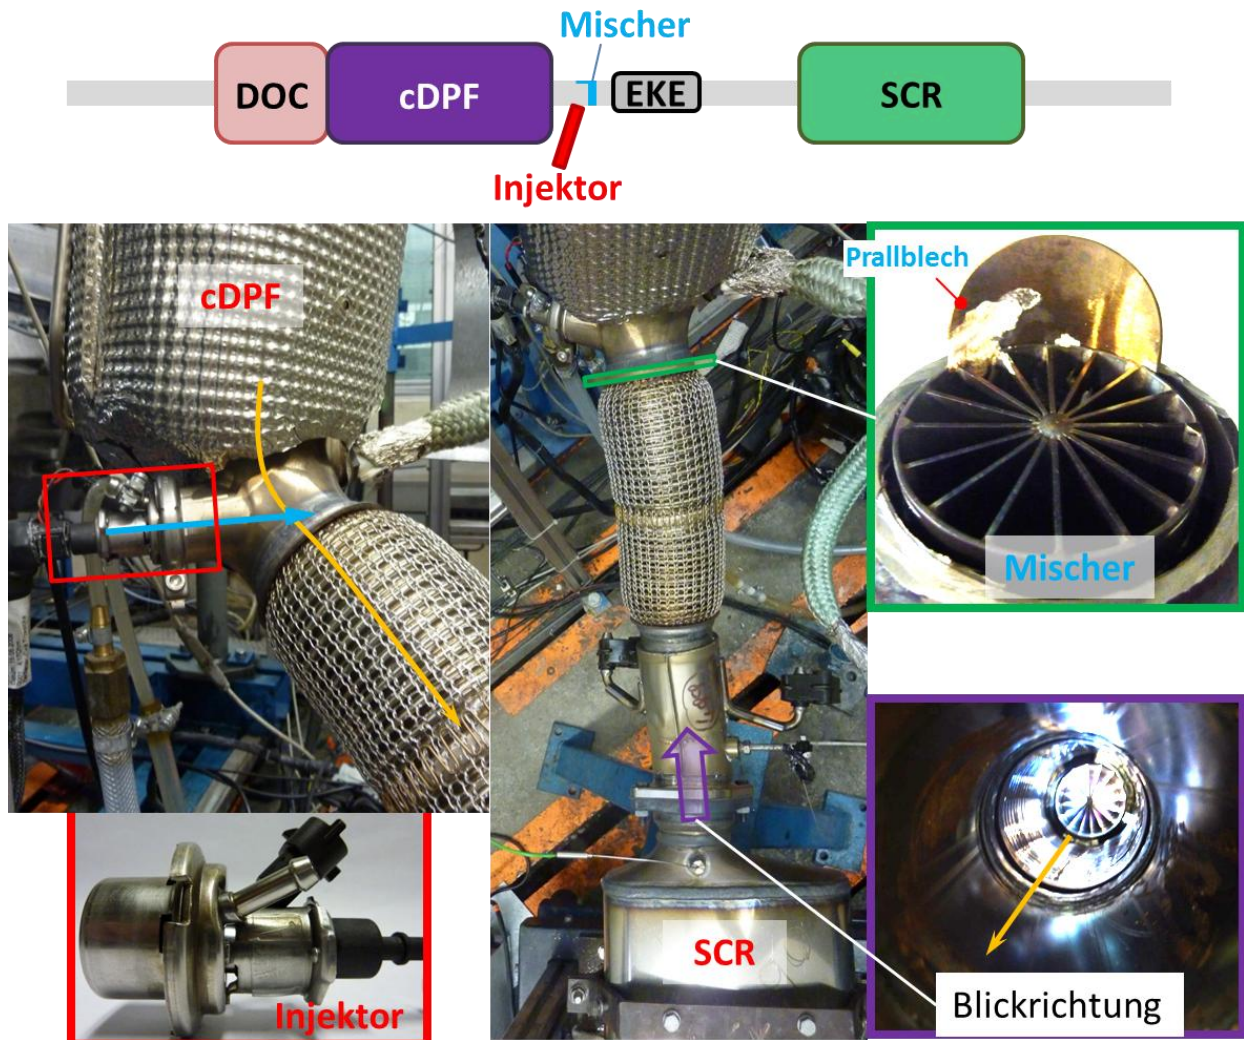 Mischer
DOC
cDPF
EKE
SCR
Injektor
cDPF
Prallblech
Mischer
SCR
Injektor
Blickrichtung